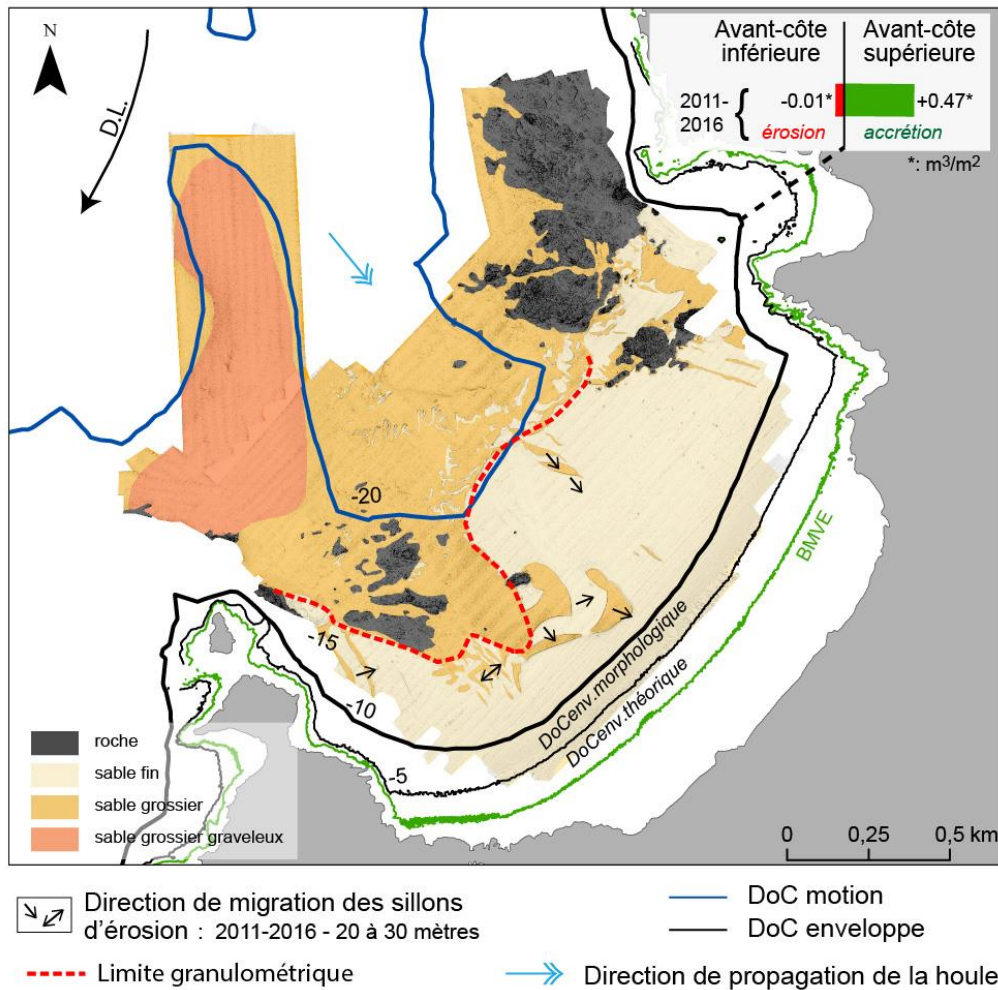 N
D.L.
Avant-côte inférieure
Avant-côte supérieure
2011-2016
-0.01*
+0.47*
érosion
accrétion
*: m³/m²
-20
-15
-10
-5
BMVE
DoCenv.morphologique
DoCenv.théorique
roche
sable fin
sable grossier
sable grossier graveleux
0 0,25 0,5 km
Direction de migration des sillons
d'érosion : 2011-2016 - 20 à 30 mètres
DoC motion
DoC enveloppe
Limite granulométrique
Direction de propagation de la houle